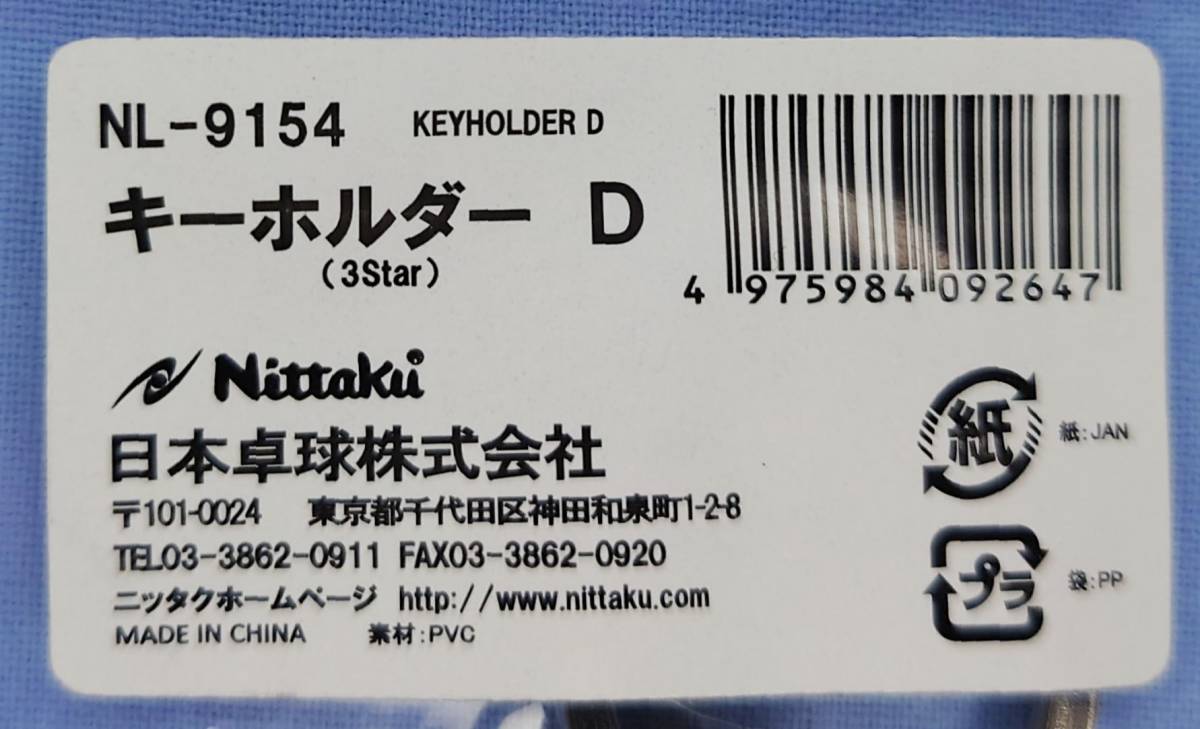 NL-9154 KEYHOLDER D
キーホルダー D
(3Star)
4 975984 092647
Nittaku
日本卓球株式会社
〒101-0024 東京都千代田区神田和泉町1-2-8
TEL03-3862-0911 FAX03-3862-0920
ニッタクホームページ http://www.nittaku.com
MADE IN CHINA 素材:PVC
紙 紙:JAN
プラ 袋:PP